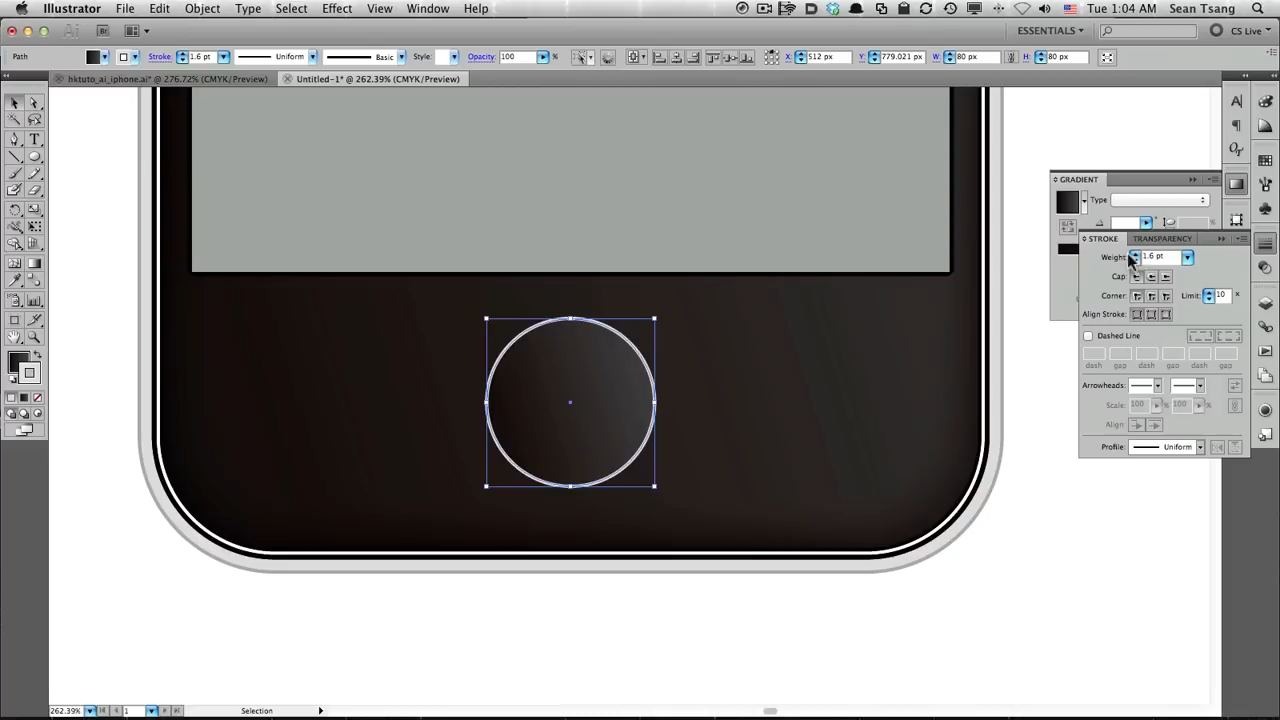 Illustrator File Edit Object Type Select Effect View Window Help Tue 1:04 AM Sean Tsang
Ai Br ESSENTIALS CS Live
Path Stroke: 1.6 pt Uniform Basic Style: Opacity: 100 % X: 512 px Y: 779.021 px W: 80 px H: 80 px
hktuto_ai_iphone.ai* @ 276.72% (CMYK/Preview) Untitled-1* @ 262.39% (CMYK/Preview)
GRADIENT
Type
STROKE TRANSPARENCY
Weight: 1.6 pt
Cap:
Corner: Limit: 10 x
Align Stroke:
Dashed Line
dash gap dash gap dash gap
Arrowheads:
Scale: 100 % 100 %
Align:
Profile: Uniform
262.39% 1 Selection